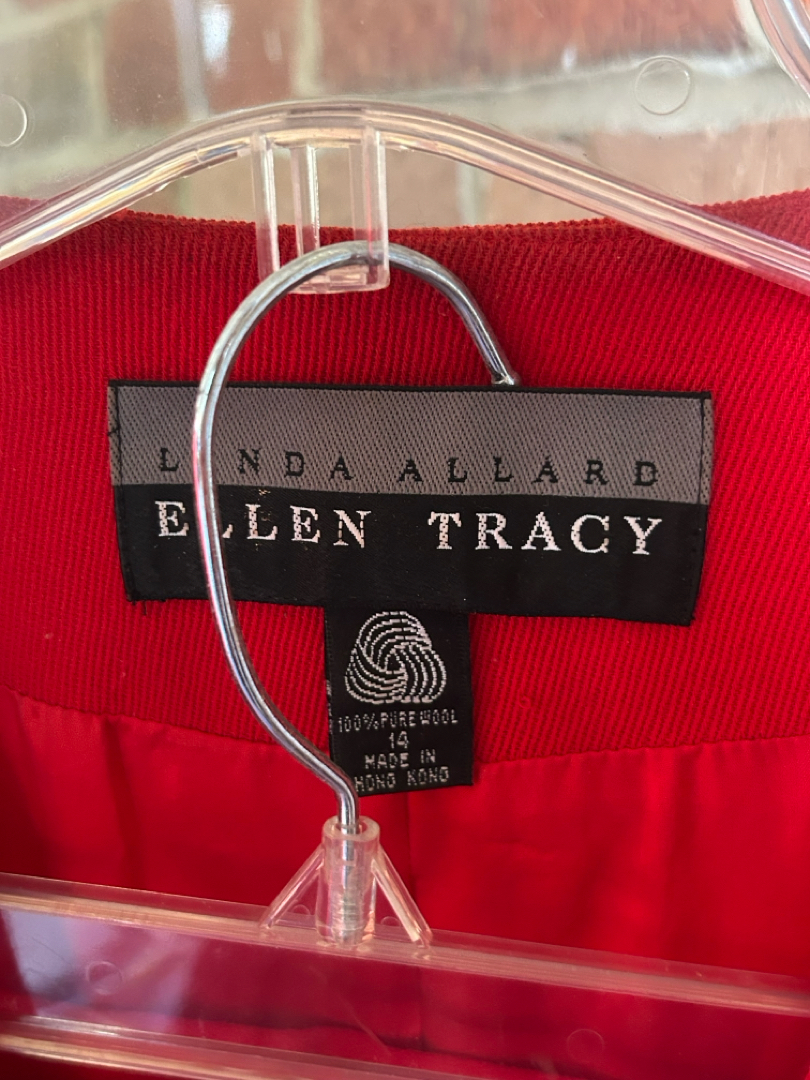 LINDA ALLARD
ELLEN TRACY
100% PURE WOOL
14
MADE IN
HONG KONG